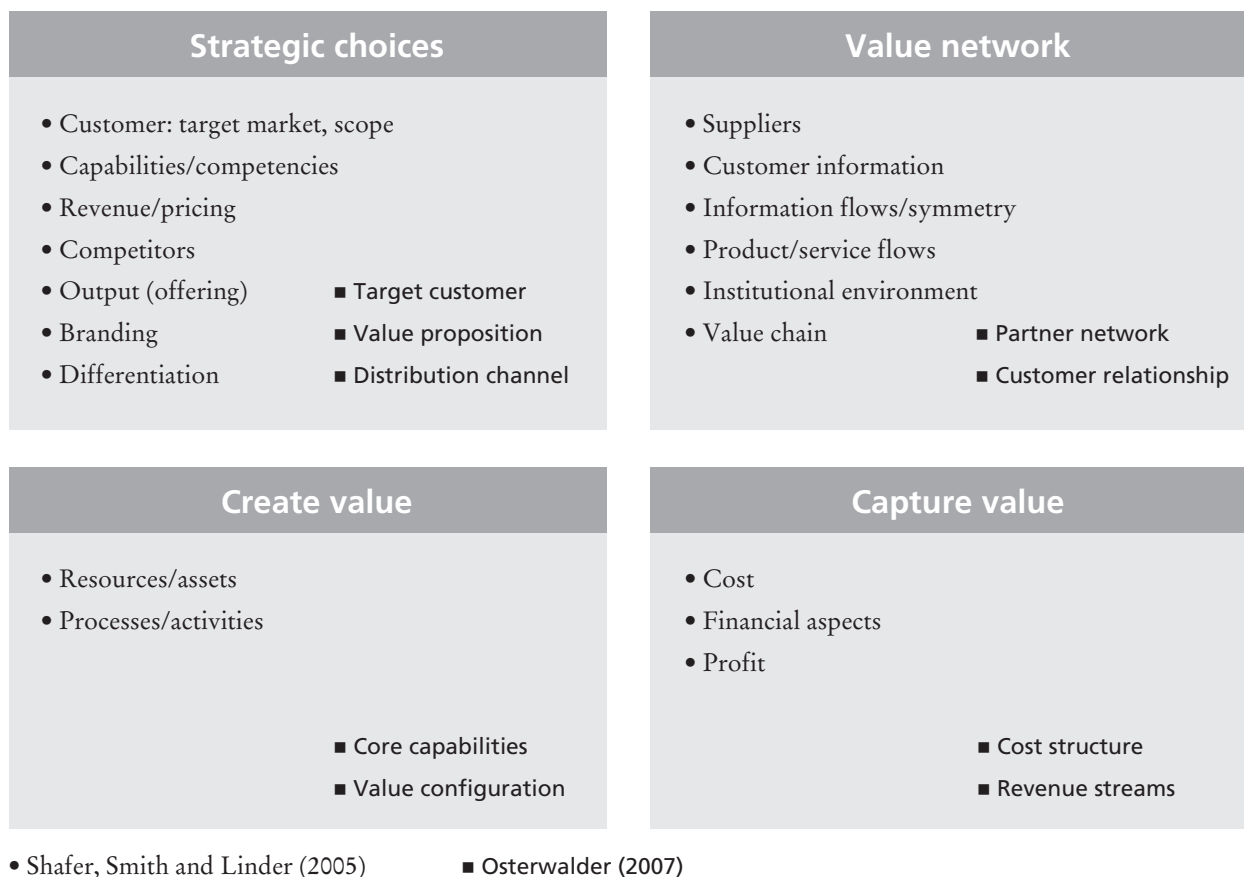 Strategic choices
• Customer: target market, scope
• Capabilities/competencies
• Revenue/pricing
• Competitors
• Output (offering) ■ Target customer
• Branding ■ Value proposition
• Differentiation ■ Distribution channel
Value network
• Suppliers
• Customer information
• Information flows/symmetry
• Product/service flows
• Institutional environment
• Value chain ■ Partner network
■ Customer relationship
Create value
• Resources/assets
• Processes/activities
■ Core capabilities
■ Value configuration
Capture value
• Cost
• Financial aspects
• Profit
■ Cost structure
■ Revenue streams
• Shafer, Smith and Linder (2005) ■ Osterwalder (2007)